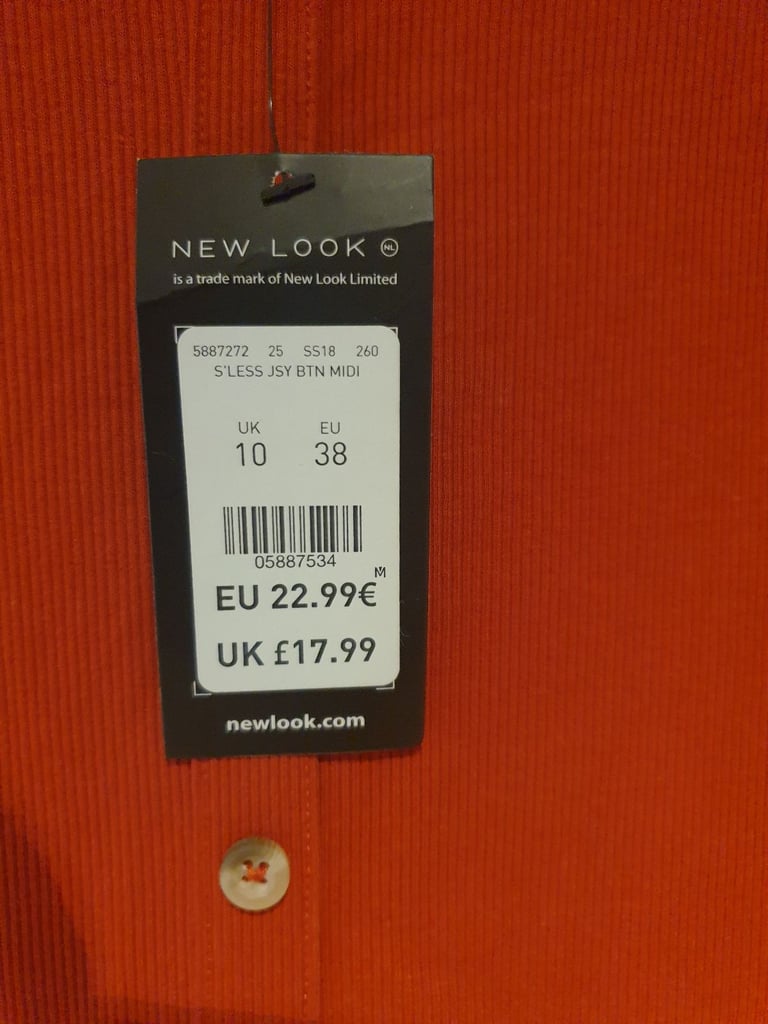 NEW LOOK NL
is a trade mark of New Look Limited
5887272 25 SS18 260
S'LESS JSY BTN MIDI
UK EU
10 38
05887534
M
EU 22.99€
UK £17.99
newlook.com